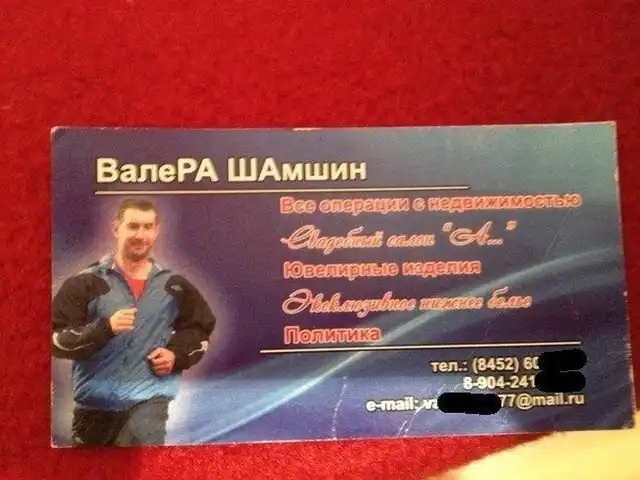 ВалеРА ШАмшин
Все операции с недвижимостью
Свадебный салон "А..."
Ювелирные изделия
Эксклюзивное нижнее белье
Политика
тел.: (8452) 60
8-904-241
e-mail: va 77@mail.ru